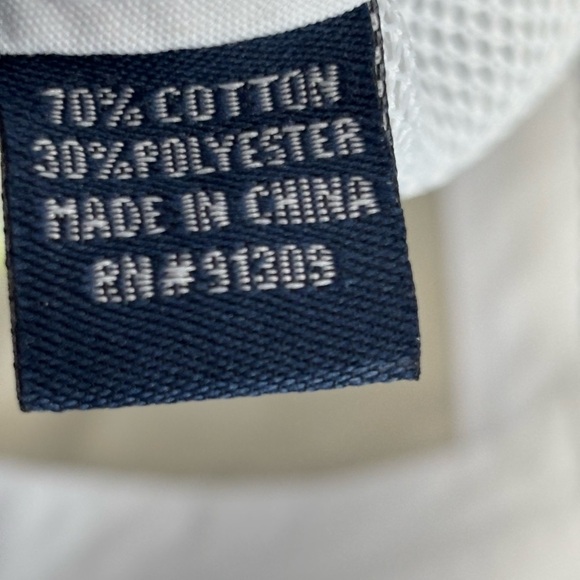 70% COTTON
30% POLYESTER
MADE IN CHINA
RN# 91309